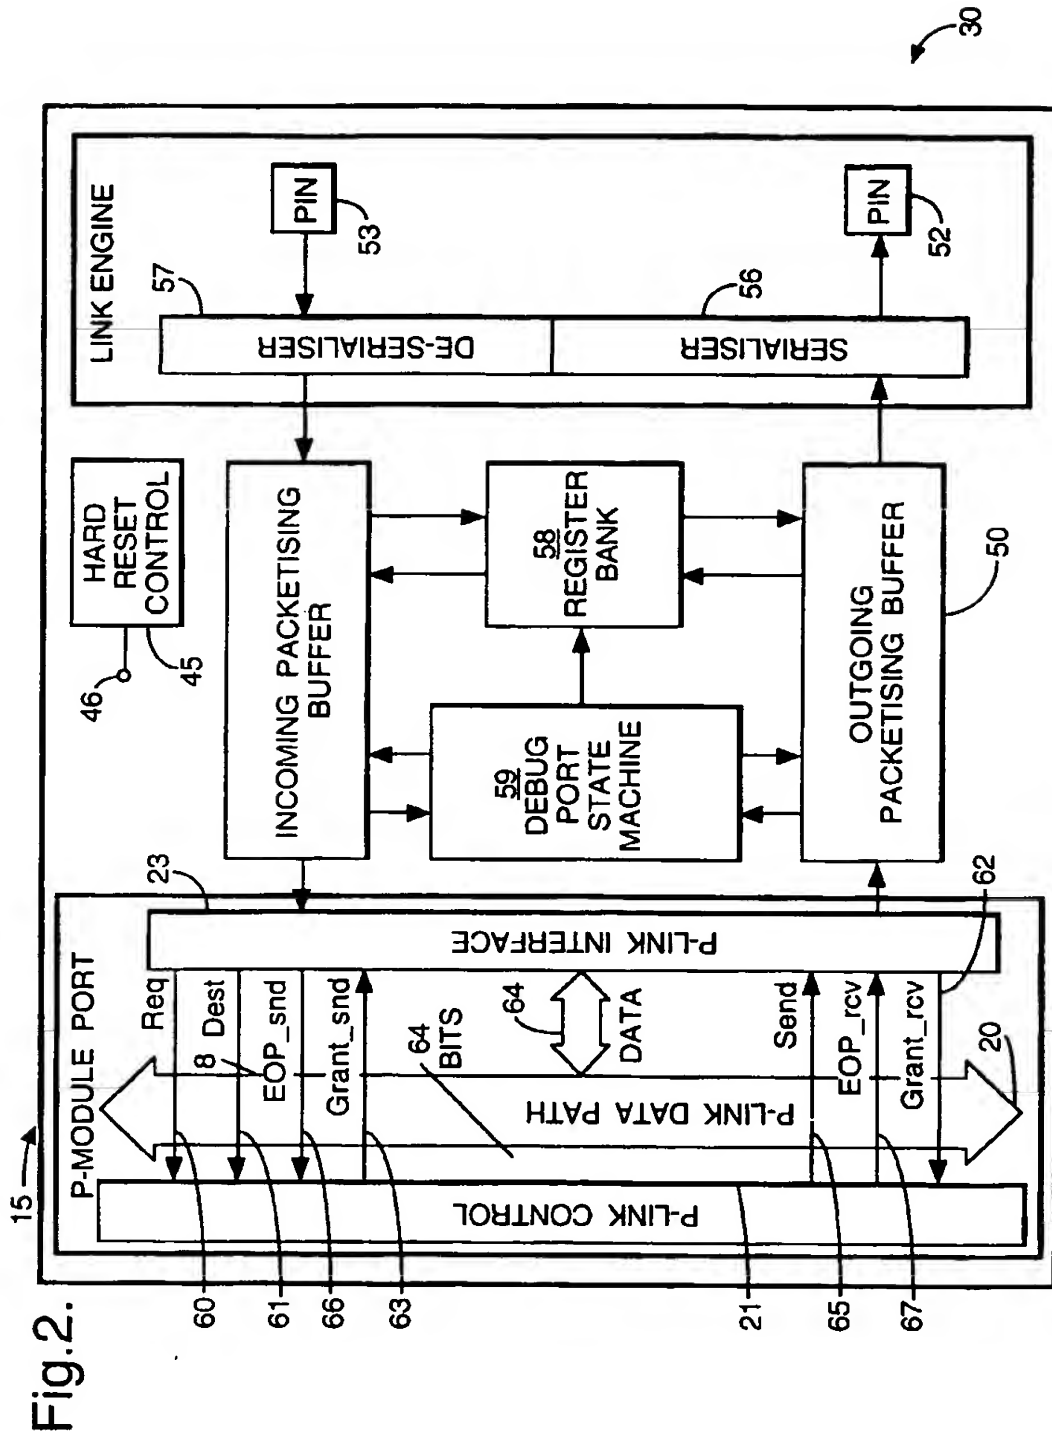 Fig.2.
15
P-MODULE PORT
P-LINK CONTROL
21
P-LINK DATA PATH
20
64
BITS
8
Req
Dest
EOP_snd
Grant_snd
60
61
66
63
64
DATA
Send
EOP_rcv
Grant_rcv
65
67
62
P-LINK INTERFACE
23
INCOMING PACKETISING
BUFFER
59
DEBUG
PORT
STATE
MACHINE
58
REGISTER
BANK
OUTGOING
PACKETISING BUFFER
50
HARD
RESET
CONTROL
45
46
LINK ENGINE
DE-SERIALISER
57
SERIALISER
56
PIN
53
PIN
52
30